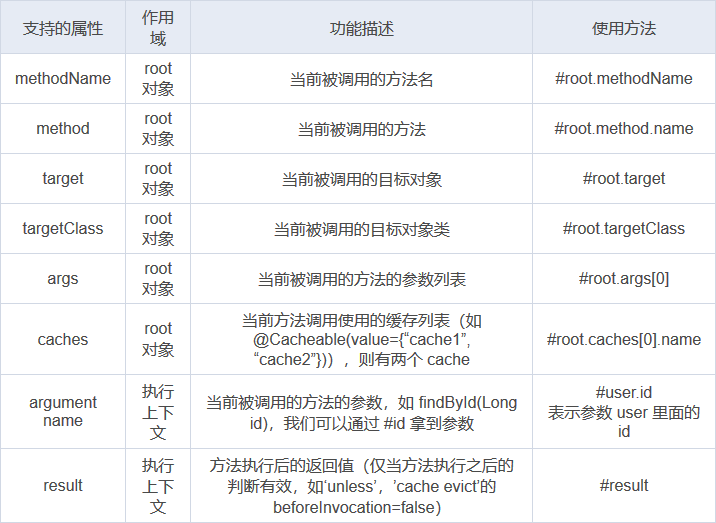 支持的属性
作用
域
功能描述
使用方法
methodName
root
对象
当前被调用的方法名
#root.methodName
method
root
对象
当前被调用的方法
#root.method.name
target
root
对象
当前被调用的目标对象
#root.target
targetClass
root
对象
当前被调用的目标对象类
#root.targetClass
args
root
对象
当前被调用的方法的参数列表
#root.args[0]
caches
root
对象
当前方法调用使用的缓存列表（如
@Cacheable(value={“cache1”,
“cache2”})），则有两个 cache
#root.caches[0].name
argument
name
执行
上下
文
当前被调用的方法的参数，如 findById(Long
id)，我们可以通过 #id 拿到参数
#user.id
表示参数 user 里面的
id
result
执行
上下
文
方法执行后的返回值（仅当方法执行之后的
判断有效，如‘unless’，’cache evict’的
beforeInvocation=false）
#result